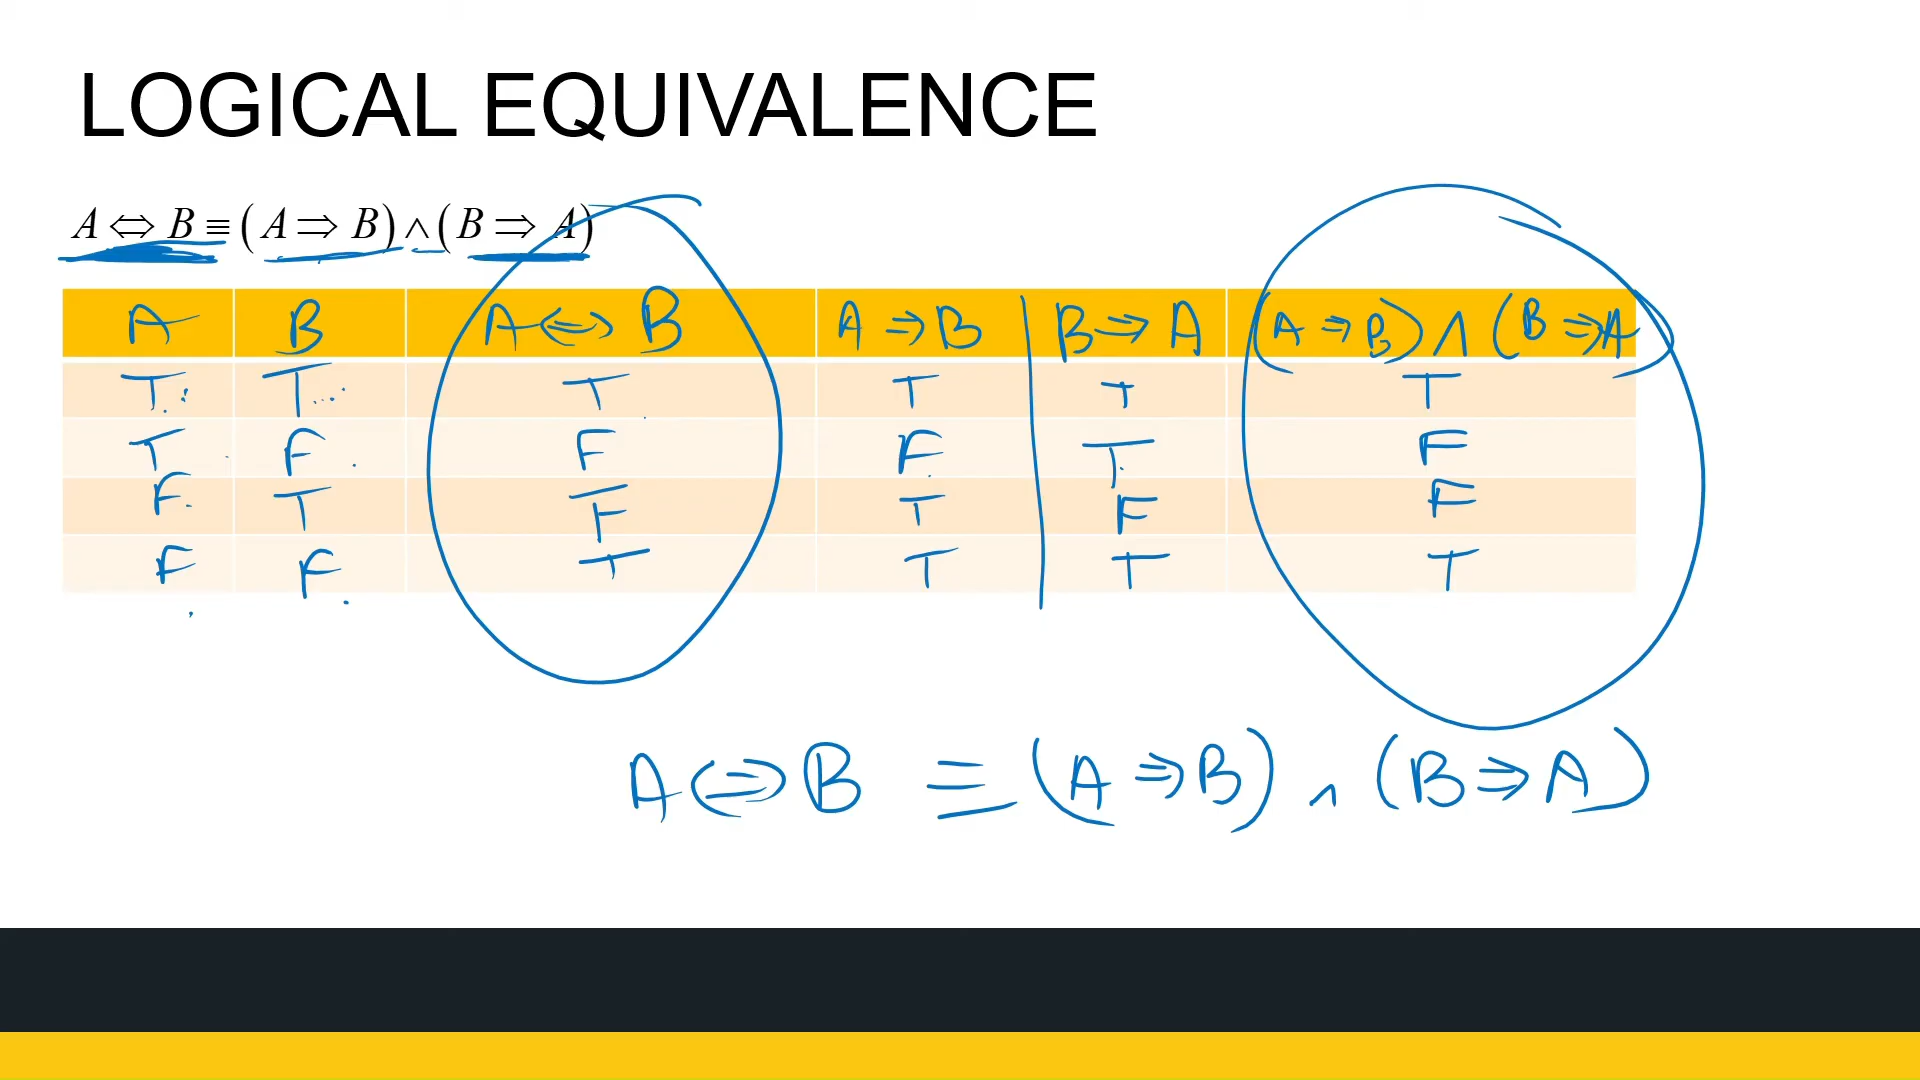 LOGICAL EQUIVALENCE
A ⇔ B ≡ (A ⇒ B) ∧ (B ⇒ A)
A B A ⇔ B A ⇒ B B ⇒ A (A ⇒ B) ∧ (B ⇒ A)
T T T T T T
T F F F T F
F T F T F F
F F T T T T
A ⇔ B ≡ (A ⇒ B) ∧ (B ⇒ A)